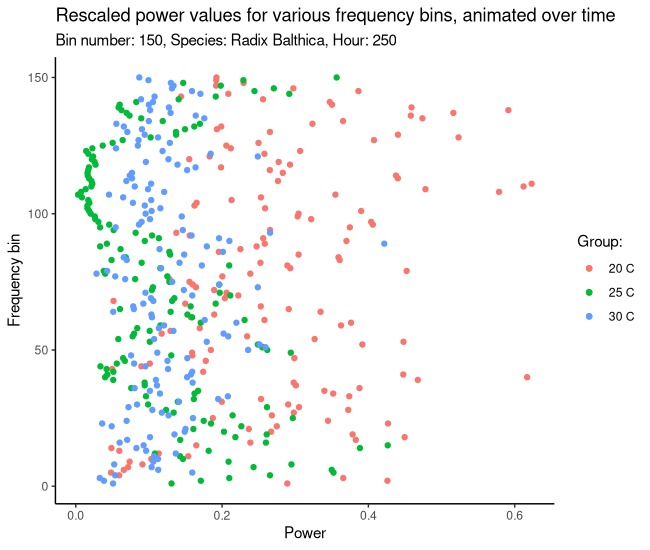 Rescaled power values for various frequency bins, animated over time
Bin number: 150, Species: Radix Balthica, Hour: 250
150
100
50
0
Frequency bin
0.0 0.2 0.4 0.6
Power
Group:
20 C
25 C
30 C